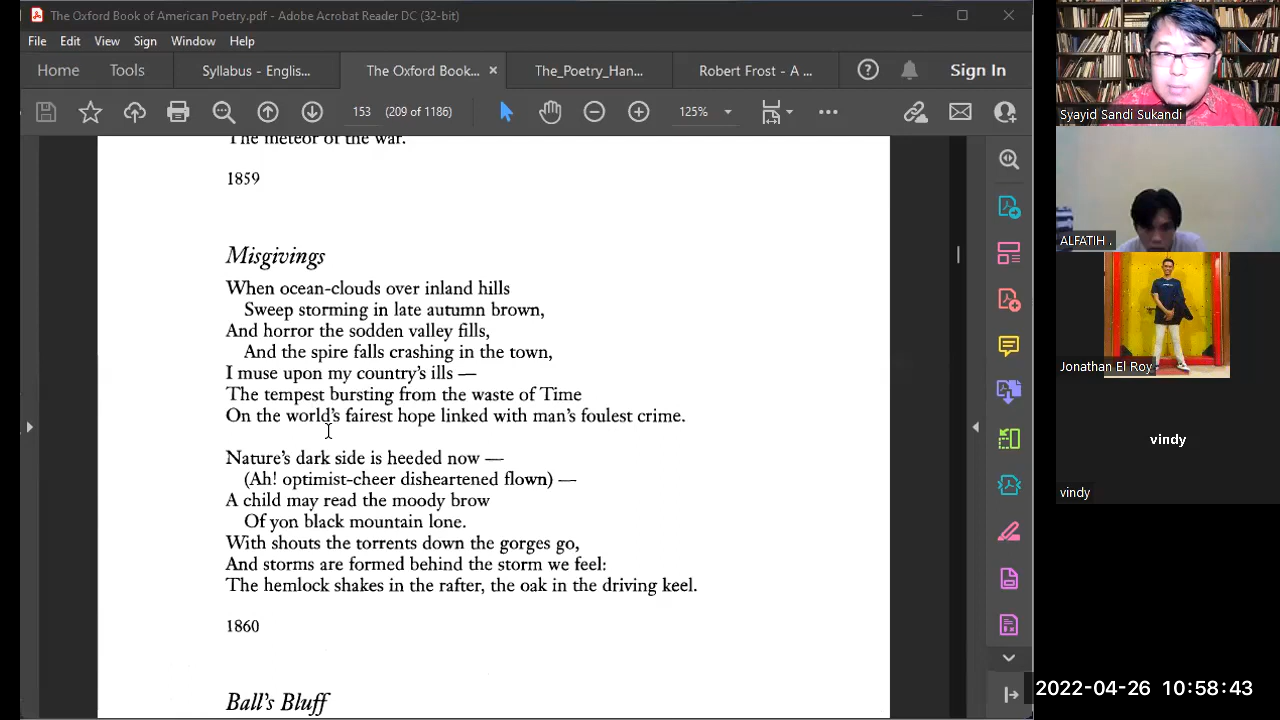 The Oxford Book of American Poetry.pdf - Adobe Acrobat Reader DC (32-bit)
File Edit View Sign Window Help
Home Tools Syllabus - Englis... The Oxford Book... The_Poetry_Han... Robert Frost - A ... Sign In
153 (209 of 1186) 125%
The meteor of the war.
1859
Misgivings
When ocean-clouds over inland hills
Sweep storming in late autumn brown,
And horror the sodden valley fills,
And the spire falls crashing in the town,
I muse upon my country's ills —
The tempest bursting from the waste of Time
On the world's fairest hope linked with man's foulest crime.
Nature's dark side is heeded now —
(Ah! optimist-cheer disheartened flown) —
A child may read the moody brow
Of yon black mountain lone.
With shouts the torrents down the gorges go,
And storms are formed behind the storm we feel:
The hemlock shakes in the rafter, the oak in the driving keel.
1860
Ball's Bluff
Syayid Sandi Sukandi
ALFATIH .
Jonathan El Roy
vindy
vindy
2022-04-26 10:58:43